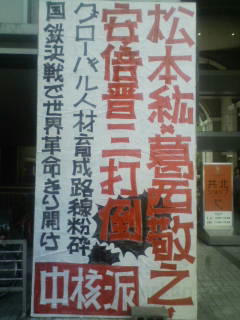 松本紘・葛西敬之
安倍晋三打倒
グローバル人材育成路線粉砕
国鉄決戦で世界革命きり開け
中核派